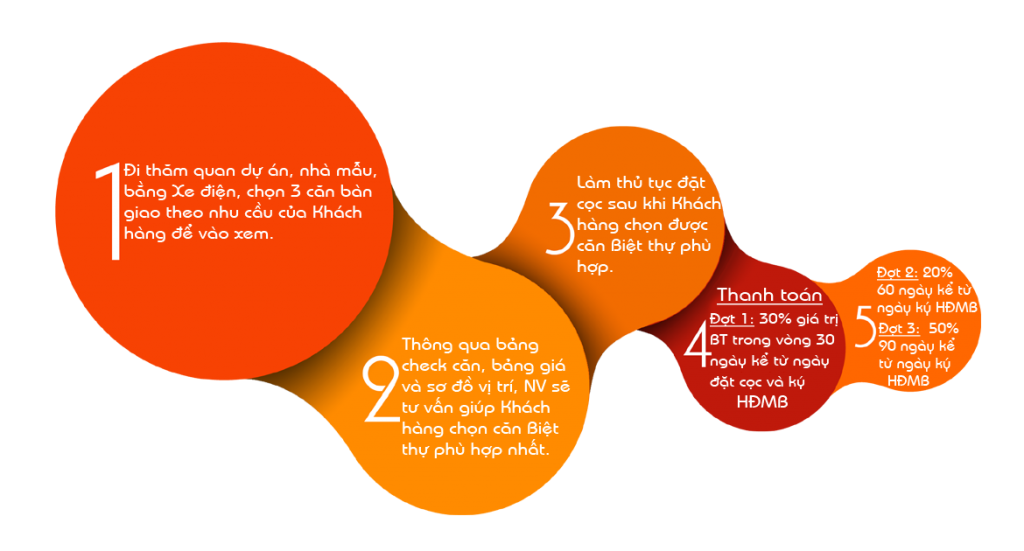 1
Đi thăm quan dự án, nhà mẫu,
bằng Xe điện, chọn 3 căn bàn
giao theo nhu cầu của Khách
hàng để vào xem.
2
Thông qua bảng
check căn, bảng giá
và sơ đồ vị trí, NV sẽ
tư vấn giúp Khách
hàng chọn căn Biệt
thự phù hợp nhất.
3
Làm thủ tục đặt
cọc sau khi Khách
hàng chọn được
căn Biệt thự phù
hợp.
4
Thanh toán
Đợt 1: 30% giá trị
BT trong vòng 30
ngày kể từ ngày
đặt cọc và ký
HĐMB
5
Đợt 2: 20%
60 ngày kể từ
ngày ký HĐMB
Đợt 3: 50%
90 ngày kể
từ ngày ký
HĐMB